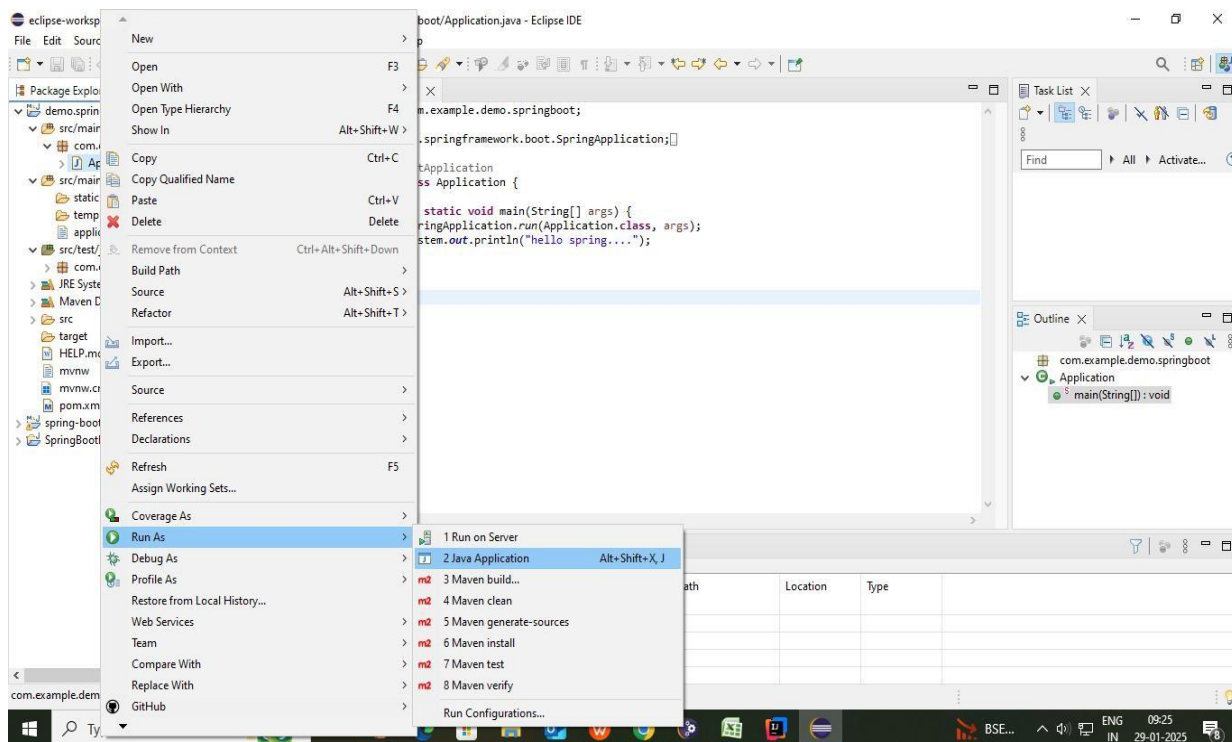 eclipse-worksp
boot/Application.java - Eclipse IDE
File Edit Sourc
Package Explo
demo.sprin
src/main
com.
Ap
src/main
static
temp
applic
src/test/
com.
JRE Syste
Maven D
src
target
HELP.mo
mvnw
mvnw.cr
pom.xm
spring-boot
SpringBootl
New
Open F3
Open With
Open Type Hierarchy F4
Show In Alt+Shift+W >
Copy Ctrl+C
Copy Qualified Name
Paste Ctrl+V
Delete Delete
Remove from Context Ctrl+Alt+Shift+Down
Build Path
Source Alt+Shift+S >
Refactor Alt+Shift+T >
Import...
Export...
Source
References
Declarations
Refresh F5
Assign Working Sets...
Coverage As
Run As
Debug As
Profile As
Restore from Local History...
Web Services
Team
Compare With
Replace With
GitHub
1 Run on Server
2 Java Application Alt+Shift+X, J
m2 3 Maven build...
m2 4 Maven clean
m2 5 Maven generate-sources
m2 6 Maven install
m2 7 Maven test
m2 8 Maven verify
Run Configurations...
m.example.demo.springboot;
.springframework.boot.SpringApplication;
tApplication
ss Application {
static void main(String[] args) {
ringApplication.run(Application.class, args);
stem.out.println("hello spring....");
Task List
Find All Activate...
Outline
com.example.demo.springboot
Application
main(String[]) : void
ath Location Type
com.example.dem
Ty
BSE...
ENG
IN
09:25
29-01-2025